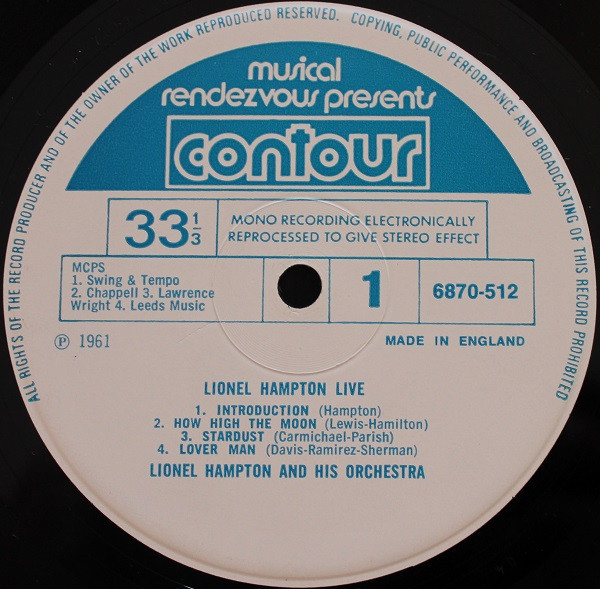 ALL RIGHTS OF THE RECORD PRODUCER AND OF THE OWNER OF THE WORK REPRODUCED RESERVED. COPYING, PUBLIC PERFORMANCE AND BROADCASTING OF THIS RECORD PROHIBITED
musical
rendezvous presents
contour
33 1/3
MONO RECORDING ELECTRONICALLY
REPROCESSED TO GIVE STEREO EFFECT
MCPS
1. Swing & Tempo
2. Chappell 3. Lawrence
Wright 4. Leeds Music
1
6870-512
℗ 1961
MADE IN ENGLAND
LIONEL HAMPTON LIVE
1. INTRODUCTION (Hampton)
2. HOW HIGH THE MOON (Lewis-Hamilton)
3. STARDUST (Carmichael-Parish)
4. LOVER MAN (Davis-Ramirez-Sherman)
LIONEL HAMPTON AND HIS ORCHESTRA